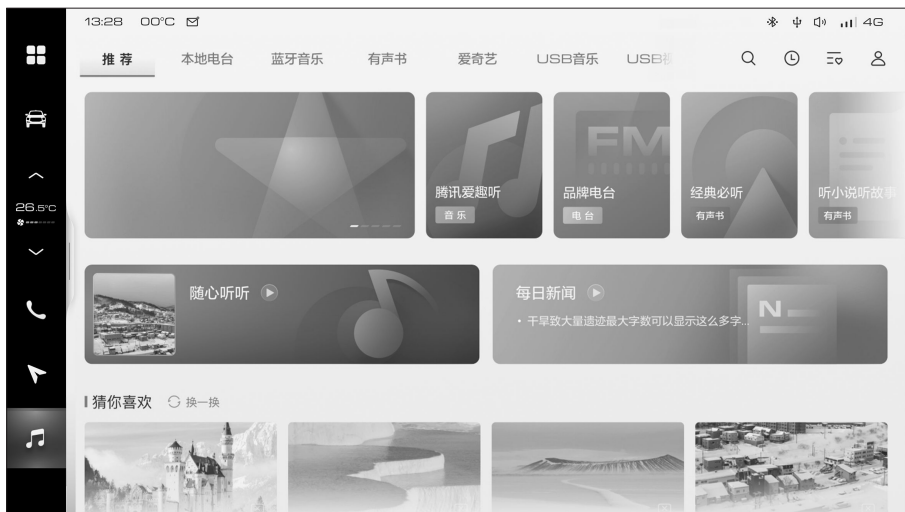 13:28 00°C 4G
推荐 本地电台 蓝牙音乐 有声书 爱奇艺 USB音乐 USB
26.5°C
腾讯爱趣听
音乐
FM
品牌电台
电台
经典必听
有声书
听小说听故事
有声书
随心听听
每日新闻
• 干旱致大量遗迹最大字数可以显示这么多字...
N
猜你喜欢 换一换